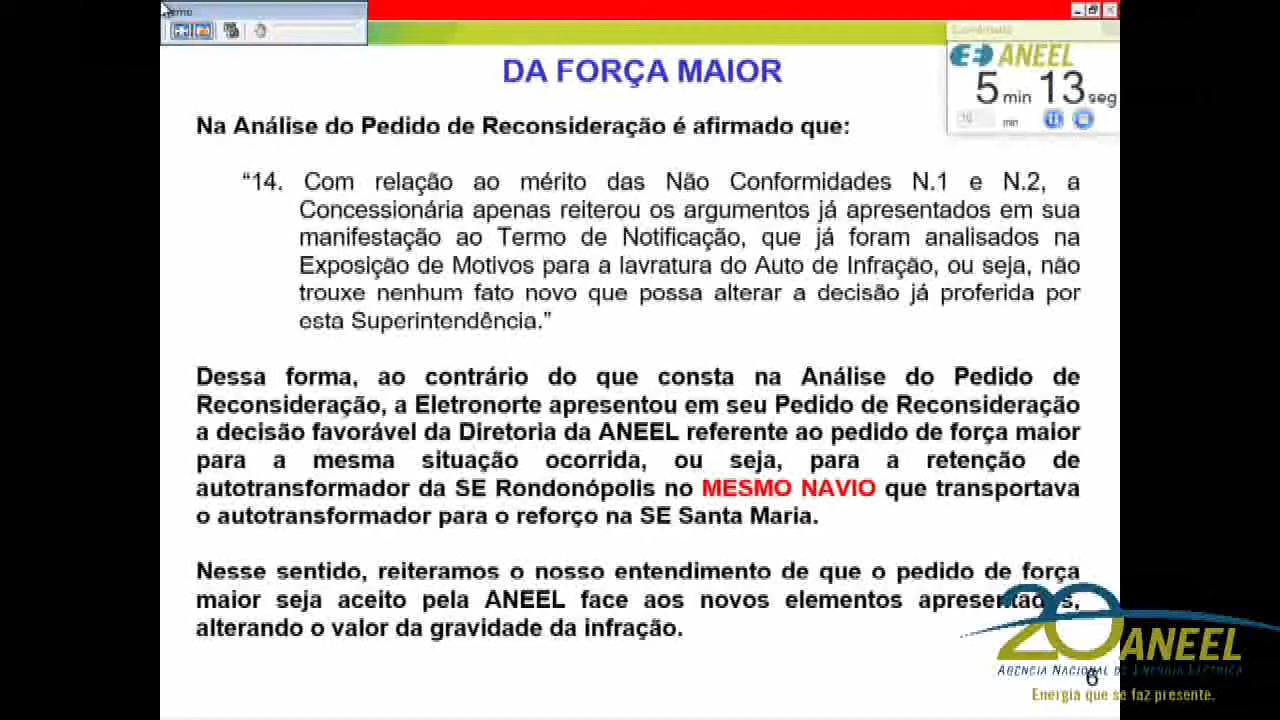 ANEEL
5 min 13 seg
min
DA FORÇA MAIOR
Na Análise do Pedido de Reconsideração é afirmado que:
“14. Com relação ao mérito das Não Conformidades N.1 e N.2, a
Concessionária apenas reiterou os argumentos já apresentados em sua
manifestação ao Termo de Notificação, que já foram analisados na
Exposição de Motivos para a lavratura do Auto de Infração, ou seja, não
trouxe nenhum fato novo que possa alterar a decisão já proferida por
esta Superintendência.”
Dessa forma, ao contrário do que consta na Análise do Pedido de
Reconsideração, a Eletronorte apresentou em seu Pedido de Reconsideração
a decisão favorável da Diretoria da ANEEL referente ao pedido de força maior
para a mesma situação ocorrida, ou seja, para a retenção de
autotransformador da SE Rondonópolis no MESMO NAVIO que transportava
o autotransformador para o reforço na SE Santa Maria.
Nesse sentido, reiteramos o nosso entendimento de que o pedido de força
maior seja aceito pela ANEEL face aos novos elementos apresentados,
alterando o valor da gravidade da infração.
20 ANEEL
AGÊNCIA NACIONAL DE ENERGIA ELÉTRICA
6
Energia que se faz presente.